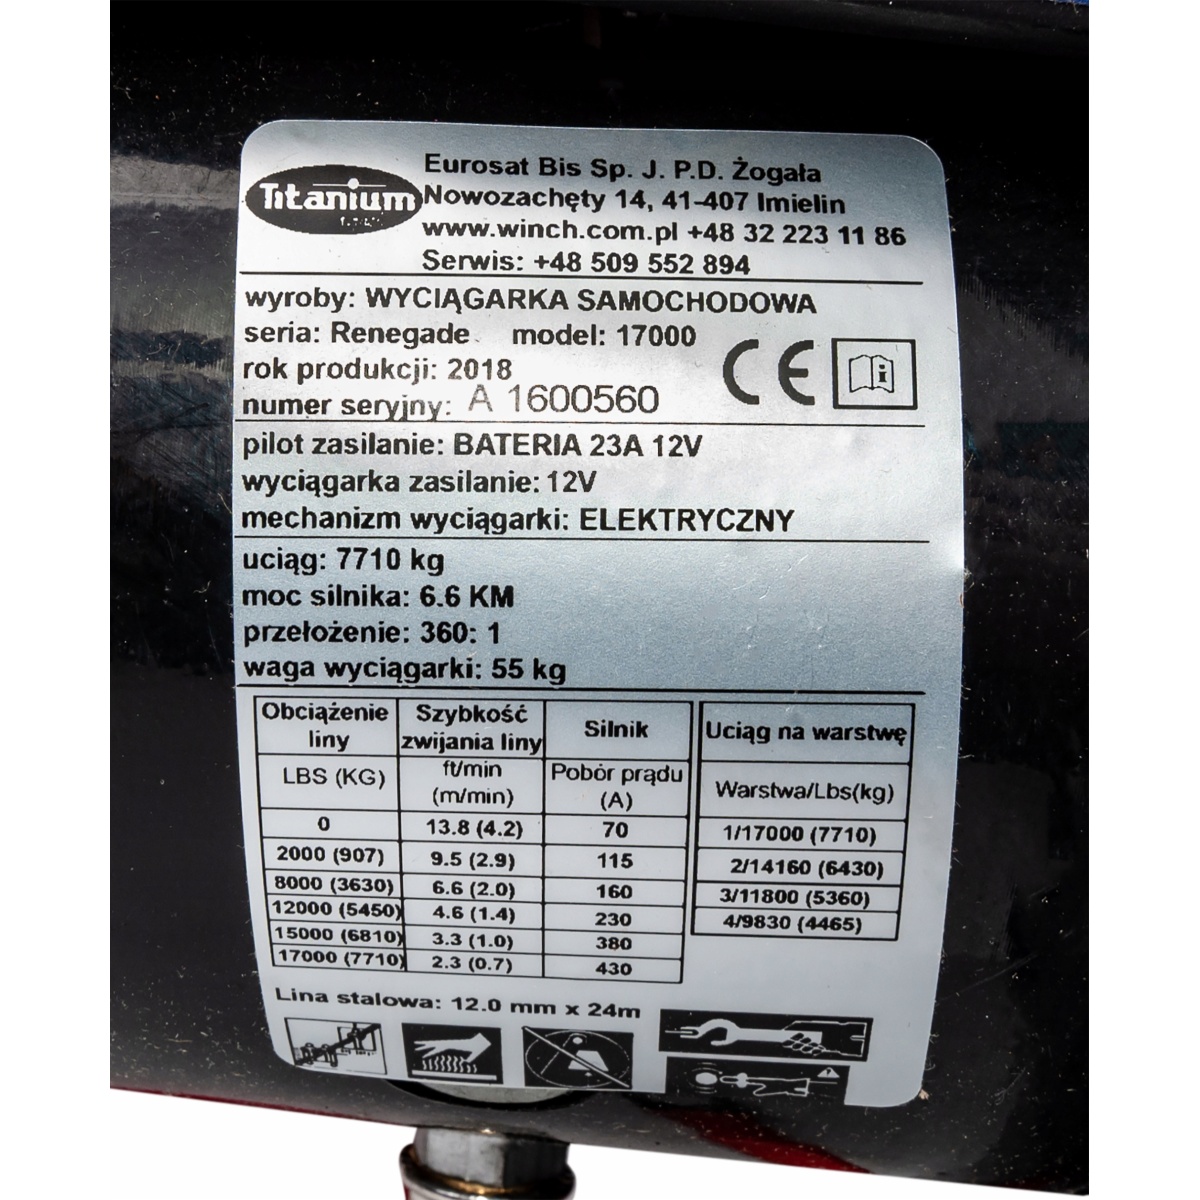 Titanium
Eurosat Bis Sp. J. P.D. Żogała
Nowozachęty 14, 41-407 Imielin
www.winch.com.pl +48 32 223 11 86
Serwis: +48 509 552 894
wyroby: WYCIĄGARKA SAMOCHODOWA
seria: Renegade model: 17000
rok produkcji: 2018
numer seryjny: A 1600560
CE
pilot zasilanie: BATERIA 23A 12V
wyciągarka zasilanie: 12V
mechanizm wyciągarki: ELEKTRYCZNY
uciąg: 7710 kg
moc silnika: 6.6 KM
przełożenie: 360: 1
waga wyciągarki: 55 kg
Obciążenie liny Szybkość zwijania liny Silnik
LBS (KG) ft/min (m/min) Pobór prądu (A)
0 13.8 (4.2) 70
2000 (907) 9.5 (2.9) 115
8000 (3630) 6.6 (2.0) 160
12000 (5450) 4.6 (1.4) 230
15000 (6810) 3.3 (1.0) 380
17000 (7710) 2.3 (0.7) 430
Uciąg na warstwę
Warstwa/Lbs(kg)
1/17000 (7710)
2/14160 (6430)
3/11800 (5360)
4/9830 (4465)
Lina stalowa: 12.0 mm x 24m